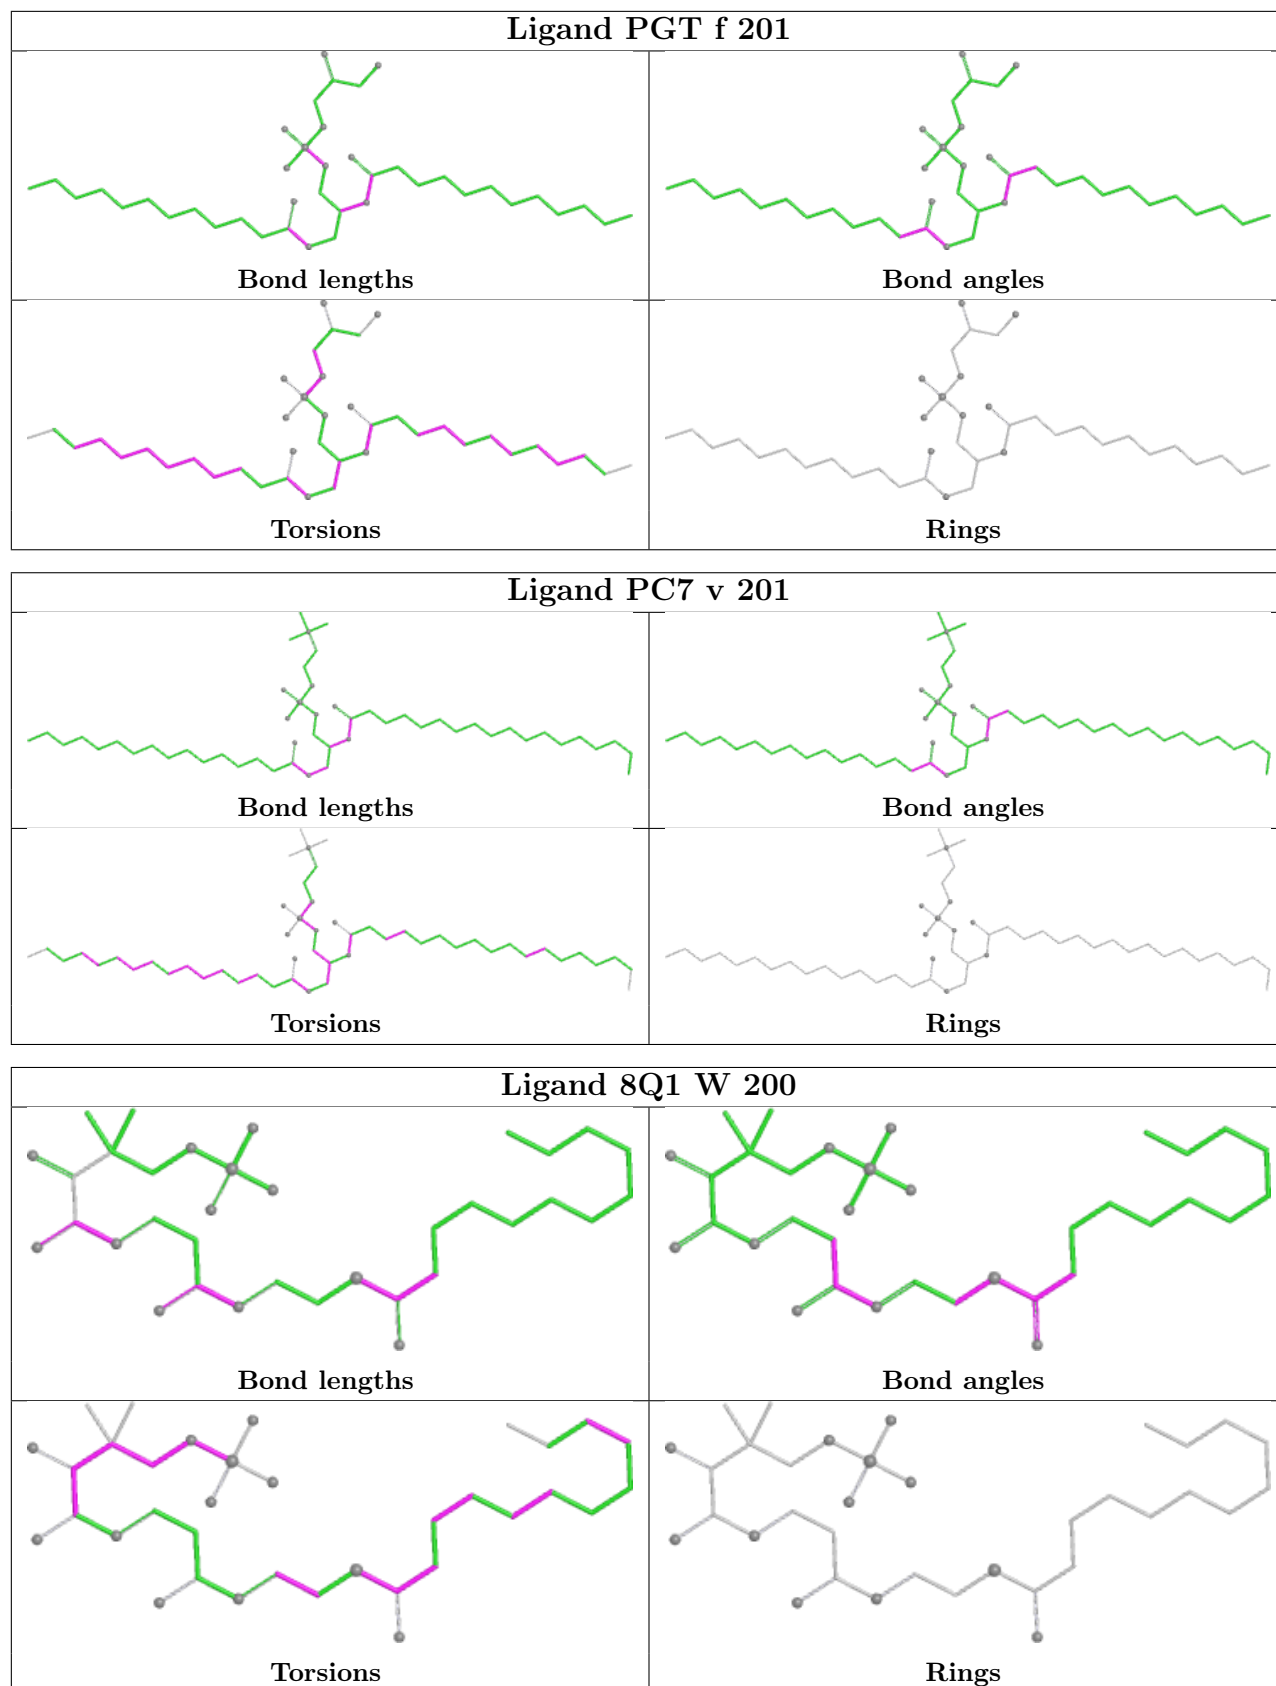 Ligand PGT f 201
Bond lengths
Bond angles
Torsions
Rings
Ligand PC7 v 201
Bond lengths
Bond angles
Torsions
Rings
Ligand 8Q1 W 200
Bond lengths
Bond angles
Torsions
Rings